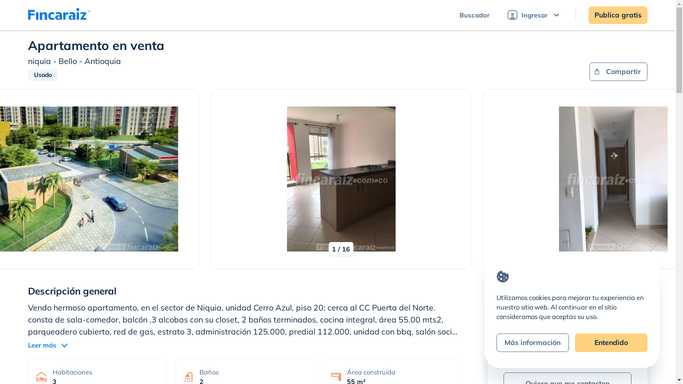 Fincaraiz
Buscador
Ingresar
Publica gratis
Apartamento en venta
niquia - Bello - Antioquia
Usado
Compartir
fincaraiz.com.co
fincaraiz
1 / 16
Descripción general
Vendo hermoso apartamento, en el sector de Niquia, unidad Cerro Azul, piso 20; cerca al CC Puerta del Norte.
consta de sala-comedor, balcón ,3 alcobas con su closet, 2 baños terminados, cocina integral, área 55.00 mts2,
parqueadero cubierto, red de gas, estrato 3, administración 125.000, predial 112.000, unidad con bbq, salón soci...
Leer más
Habitaciones
3
Baños
2
Área construida
55 m²
Utilizamos cookies para mejorar tu experiencia en
nuestro sitio web. Al continuar en el sitio
consideramos que aceptas su uso.
Más información
Entendido
Quiero que me contacten